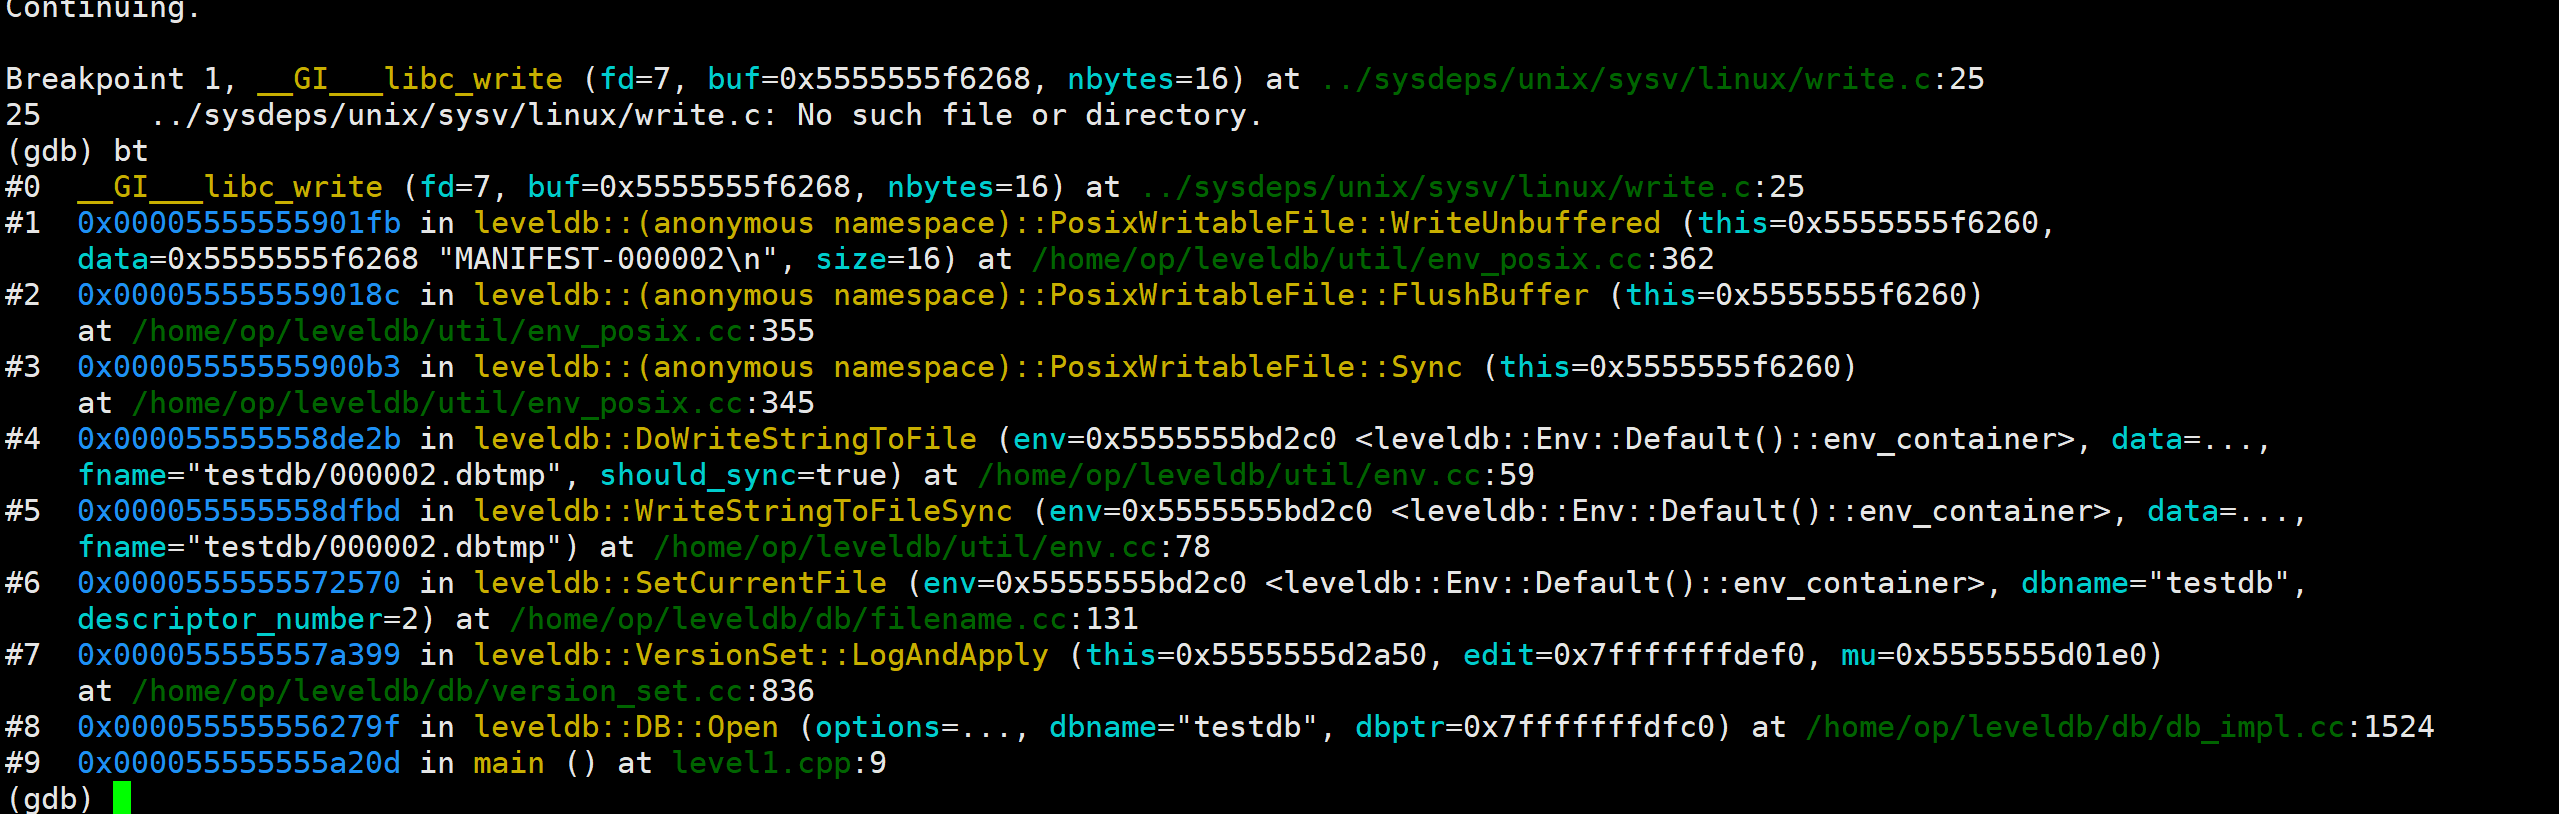 Continuing.
Breakpoint 1, __GI___libc_write (fd=7, buf=0x5555555f6268, nbytes=16) at ../sysdeps/unix/sysv/linux/write.c:25
25      ../sysdeps/unix/sysv/linux/write.c: No such file or directory.
(gdb) bt
#0  __GI___libc_write (fd=7, buf=0x5555555f6268, nbytes=16) at ../sysdeps/unix/sysv/linux/write.c:25
#1  0x00005555555901fb in leveldb::(anonymous namespace)::PosixWritableFile::WriteUnbuffered (this=0x5555555f6260,
    data=0x5555555f6268 "MANIFEST-000002\n", size=16) at /home/op/leveldb/util/env_posix.cc:362
#2  0x000055555559018c in leveldb::(anonymous namespace)::PosixWritableFile::FlushBuffer (this=0x5555555f6260)
    at /home/op/leveldb/util/env_posix.cc:355
#3  0x00005555555900b3 in leveldb::(anonymous namespace)::PosixWritableFile::Sync (this=0x5555555f6260)
    at /home/op/leveldb/util/env_posix.cc:345
#4  0x000055555558de2b in leveldb::DoWriteStringToFile (env=0x5555555bd2c0 <leveldb::Env::Default()::env_container>, data=...,
    fname="testdb/000002.dbtmp", should_sync=true) at /home/op/leveldb/util/env.cc:59
#5  0x000055555558dfbd in leveldb::WriteStringToFileSync (env=0x5555555bd2c0 <leveldb::Env::Default()::env_container>, data=...,
    fname="testdb/000002.dbtmp") at /home/op/leveldb/util/env.cc:78
#6  0x0000555555572570 in leveldb::SetCurrentFile (env=0x5555555bd2c0 <leveldb::Env::Default()::env_container>, dbname="testdb",
    descriptor_number=2) at /home/op/leveldb/db/filename.cc:131
#7  0x000055555557a399 in leveldb::VersionSet::LogAndApply (this=0x5555555d2a50, edit=0x7fffffffdef0, mu=0x5555555d01e0)
    at /home/op/leveldb/db/version_set.cc:836
#8  0x000055555556279f in leveldb::DB::Open (options=..., dbname="testdb", dbptr=0x7fffffffdfc0) at /home/op/leveldb/db/db_impl.cc:1524
#9  0x000055555555a20d in main () at level1.cpp:9
(gdb)